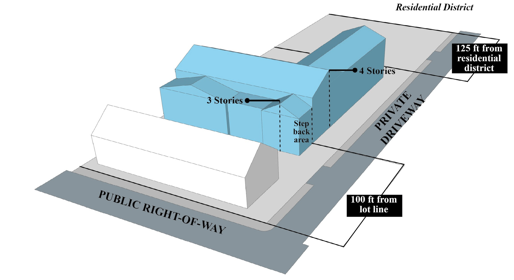 Residential District
125 ft from
residential
district
4 Stories
3 Stories
Step
back
area
PRIVATE
DRIVEWAY
100 ft from
lot line
PUBLIC RIGHT-OF-WAY